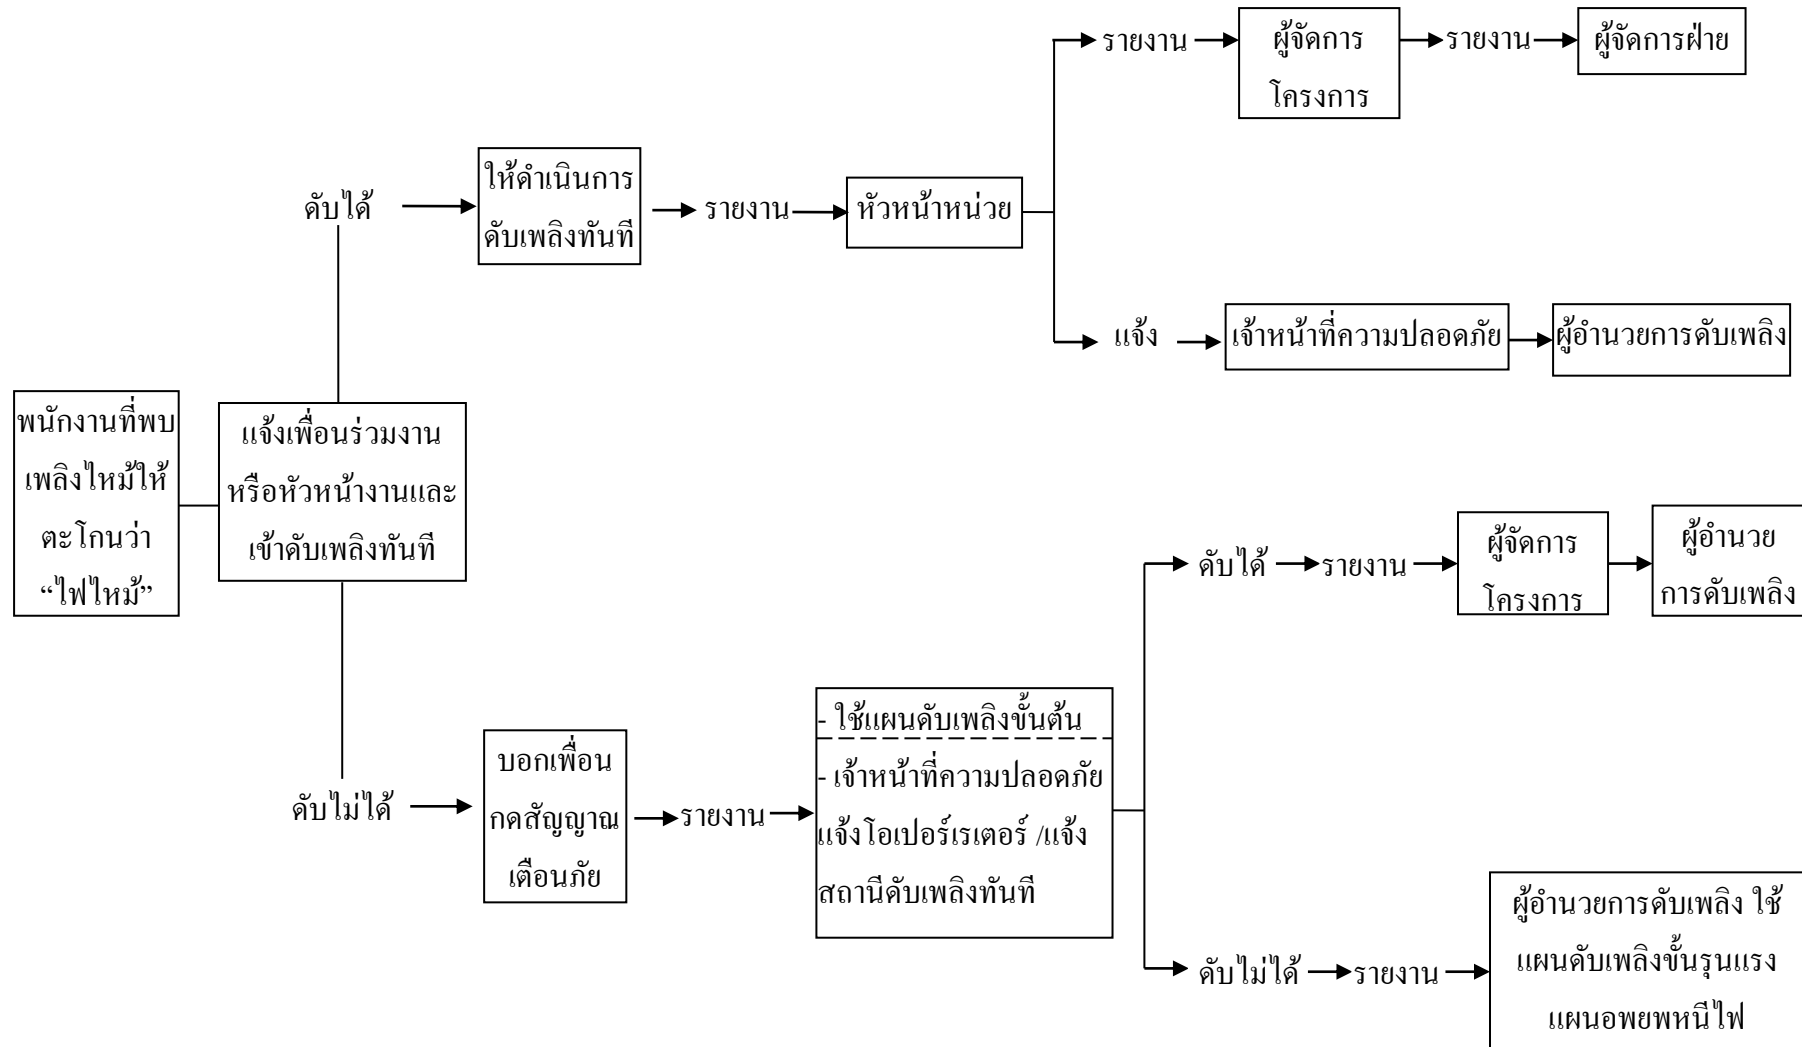 รายงาน
ผู้จัดการ
โครงการ
รายงาน
ผู้จัดการฝ่าย
ดับได้
ให้ดำเนินการ
ดับเพลิงทันที
รายงาน
หัวหน้าหน่วย
แจ้ง
เจ้าหน้าที่ความปลอดภัย
ผู้อำนวยการดับเพลิง
พนักงานที่พบ
เพลิงไหม้ให้
ตะโกนว่า
“ไฟไหม้”
แจ้งเพื่อนร่วมงาน
หรือหัวหน้างานและ
เข้าดับเพลิงทันที
ดับได้
รายงาน
ผู้จัดการ
โครงการ
ผู้อำนวย
การดับเพลิง
ดับไม่ได้
บอกเพื่อน
กดสัญญาณ
เตือนภัย
รายงาน
- ใช้แผนดับเพลิงขั้นต้น
- เจ้าหน้าที่ความปลอดภัย
แจ้งโอเปอร์เรเตอร์ /แจ้ง
สถานีดับเพลิงทันที
ดับไม่ได้
รายงาน
ผู้อำนวยการดับเพลิง ใช้
แผนดับเพลิงขั้นรุนแรง
แผนอพยพหนีไฟ